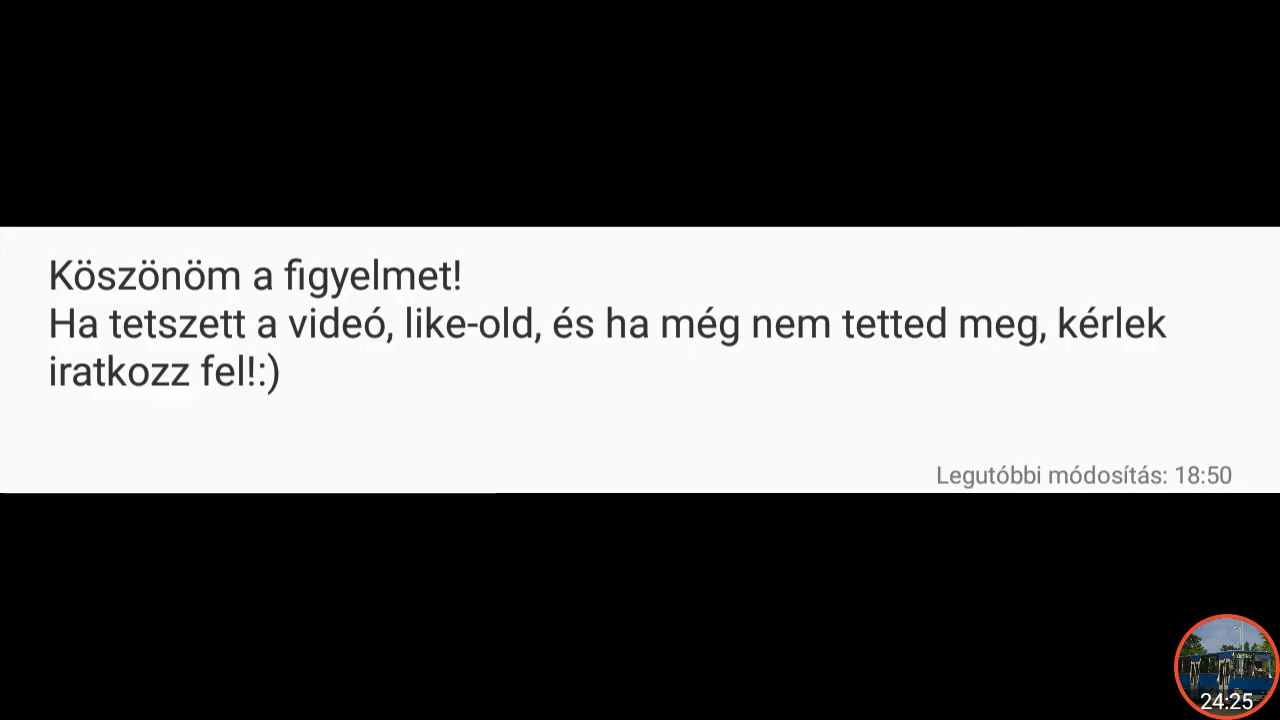 Köszönöm a figyelmet!
Ha tetszett a videó, like-old, és ha még nem tetted meg, kérlek
iratkozz fel!:)
Legutóbbi módosítás: 18:50
24:25